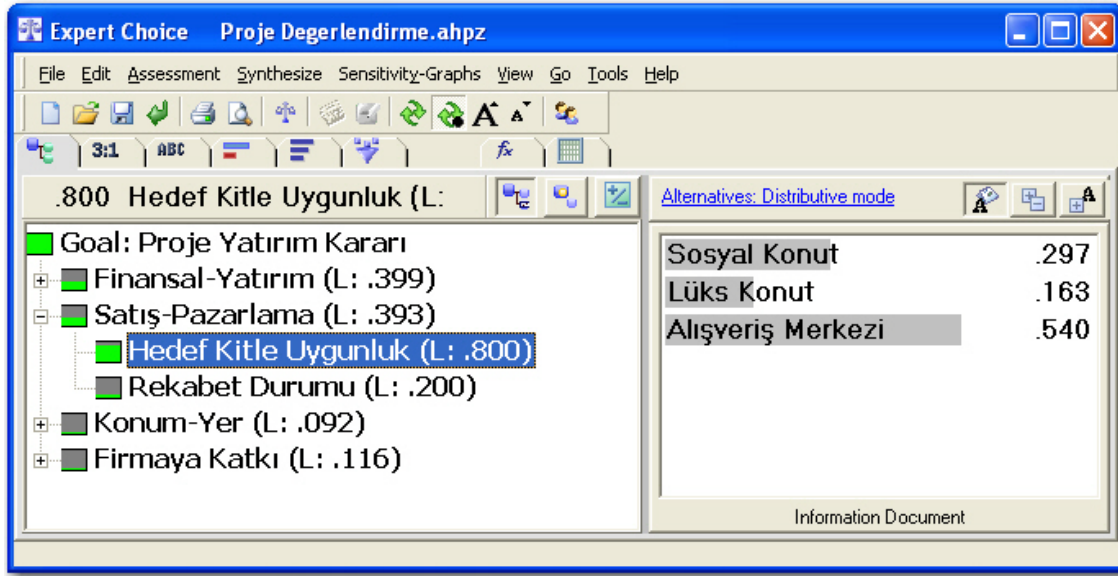 Expert Choice Proje Degerlendirme.ahpz
File Edit Assessment Synthesize Sensitivity-Graphs View Go Tools Help
A A
3:1 ABC fx
.800 Hedef Kitle Uygunluk (L:
Alternatives: Distributive mode
A A
Goal: Proje Yatırım Kararı
Finansal-Yatırım (L: .399)
Satış-Pazarlama (L: .393)
Hedef Kitle Uygunluk (L: .800)
Rekabet Durumu (L: .200)
Konum-Yer (L: .092)
Firmaya Katkı (L: .116)
Sosyal Konut .297
Lüks Konut .163
Alışveriş Merkezi .540
Information Document